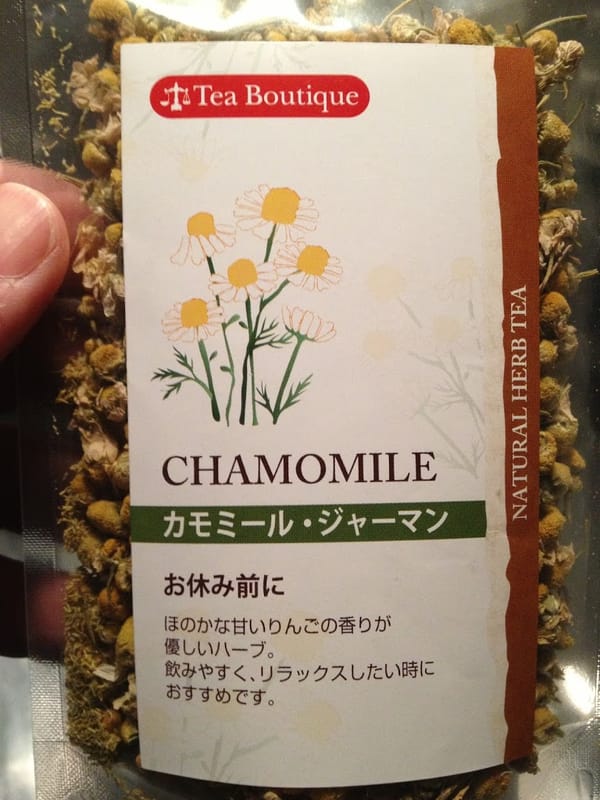 Tea Boutique
CHAMOMILE
カモミール・ジャーマン
お休み前に
ほのかな甘いりんごの香りが
優しいハーブ。
飲みやすく、リラックスしたい時に
おすすめです。
NATURAL HERB TEA